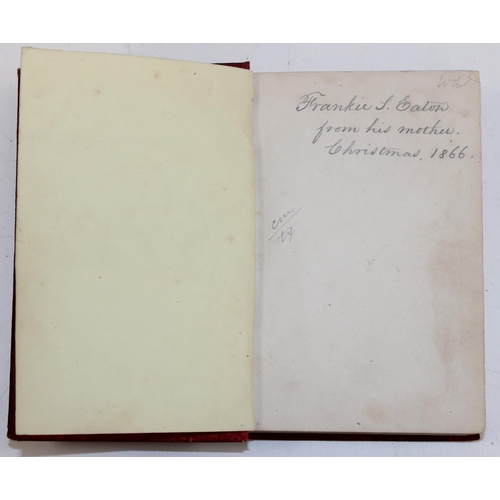 Frankie S. Eaton
from his mother.
Christmas, 1866.